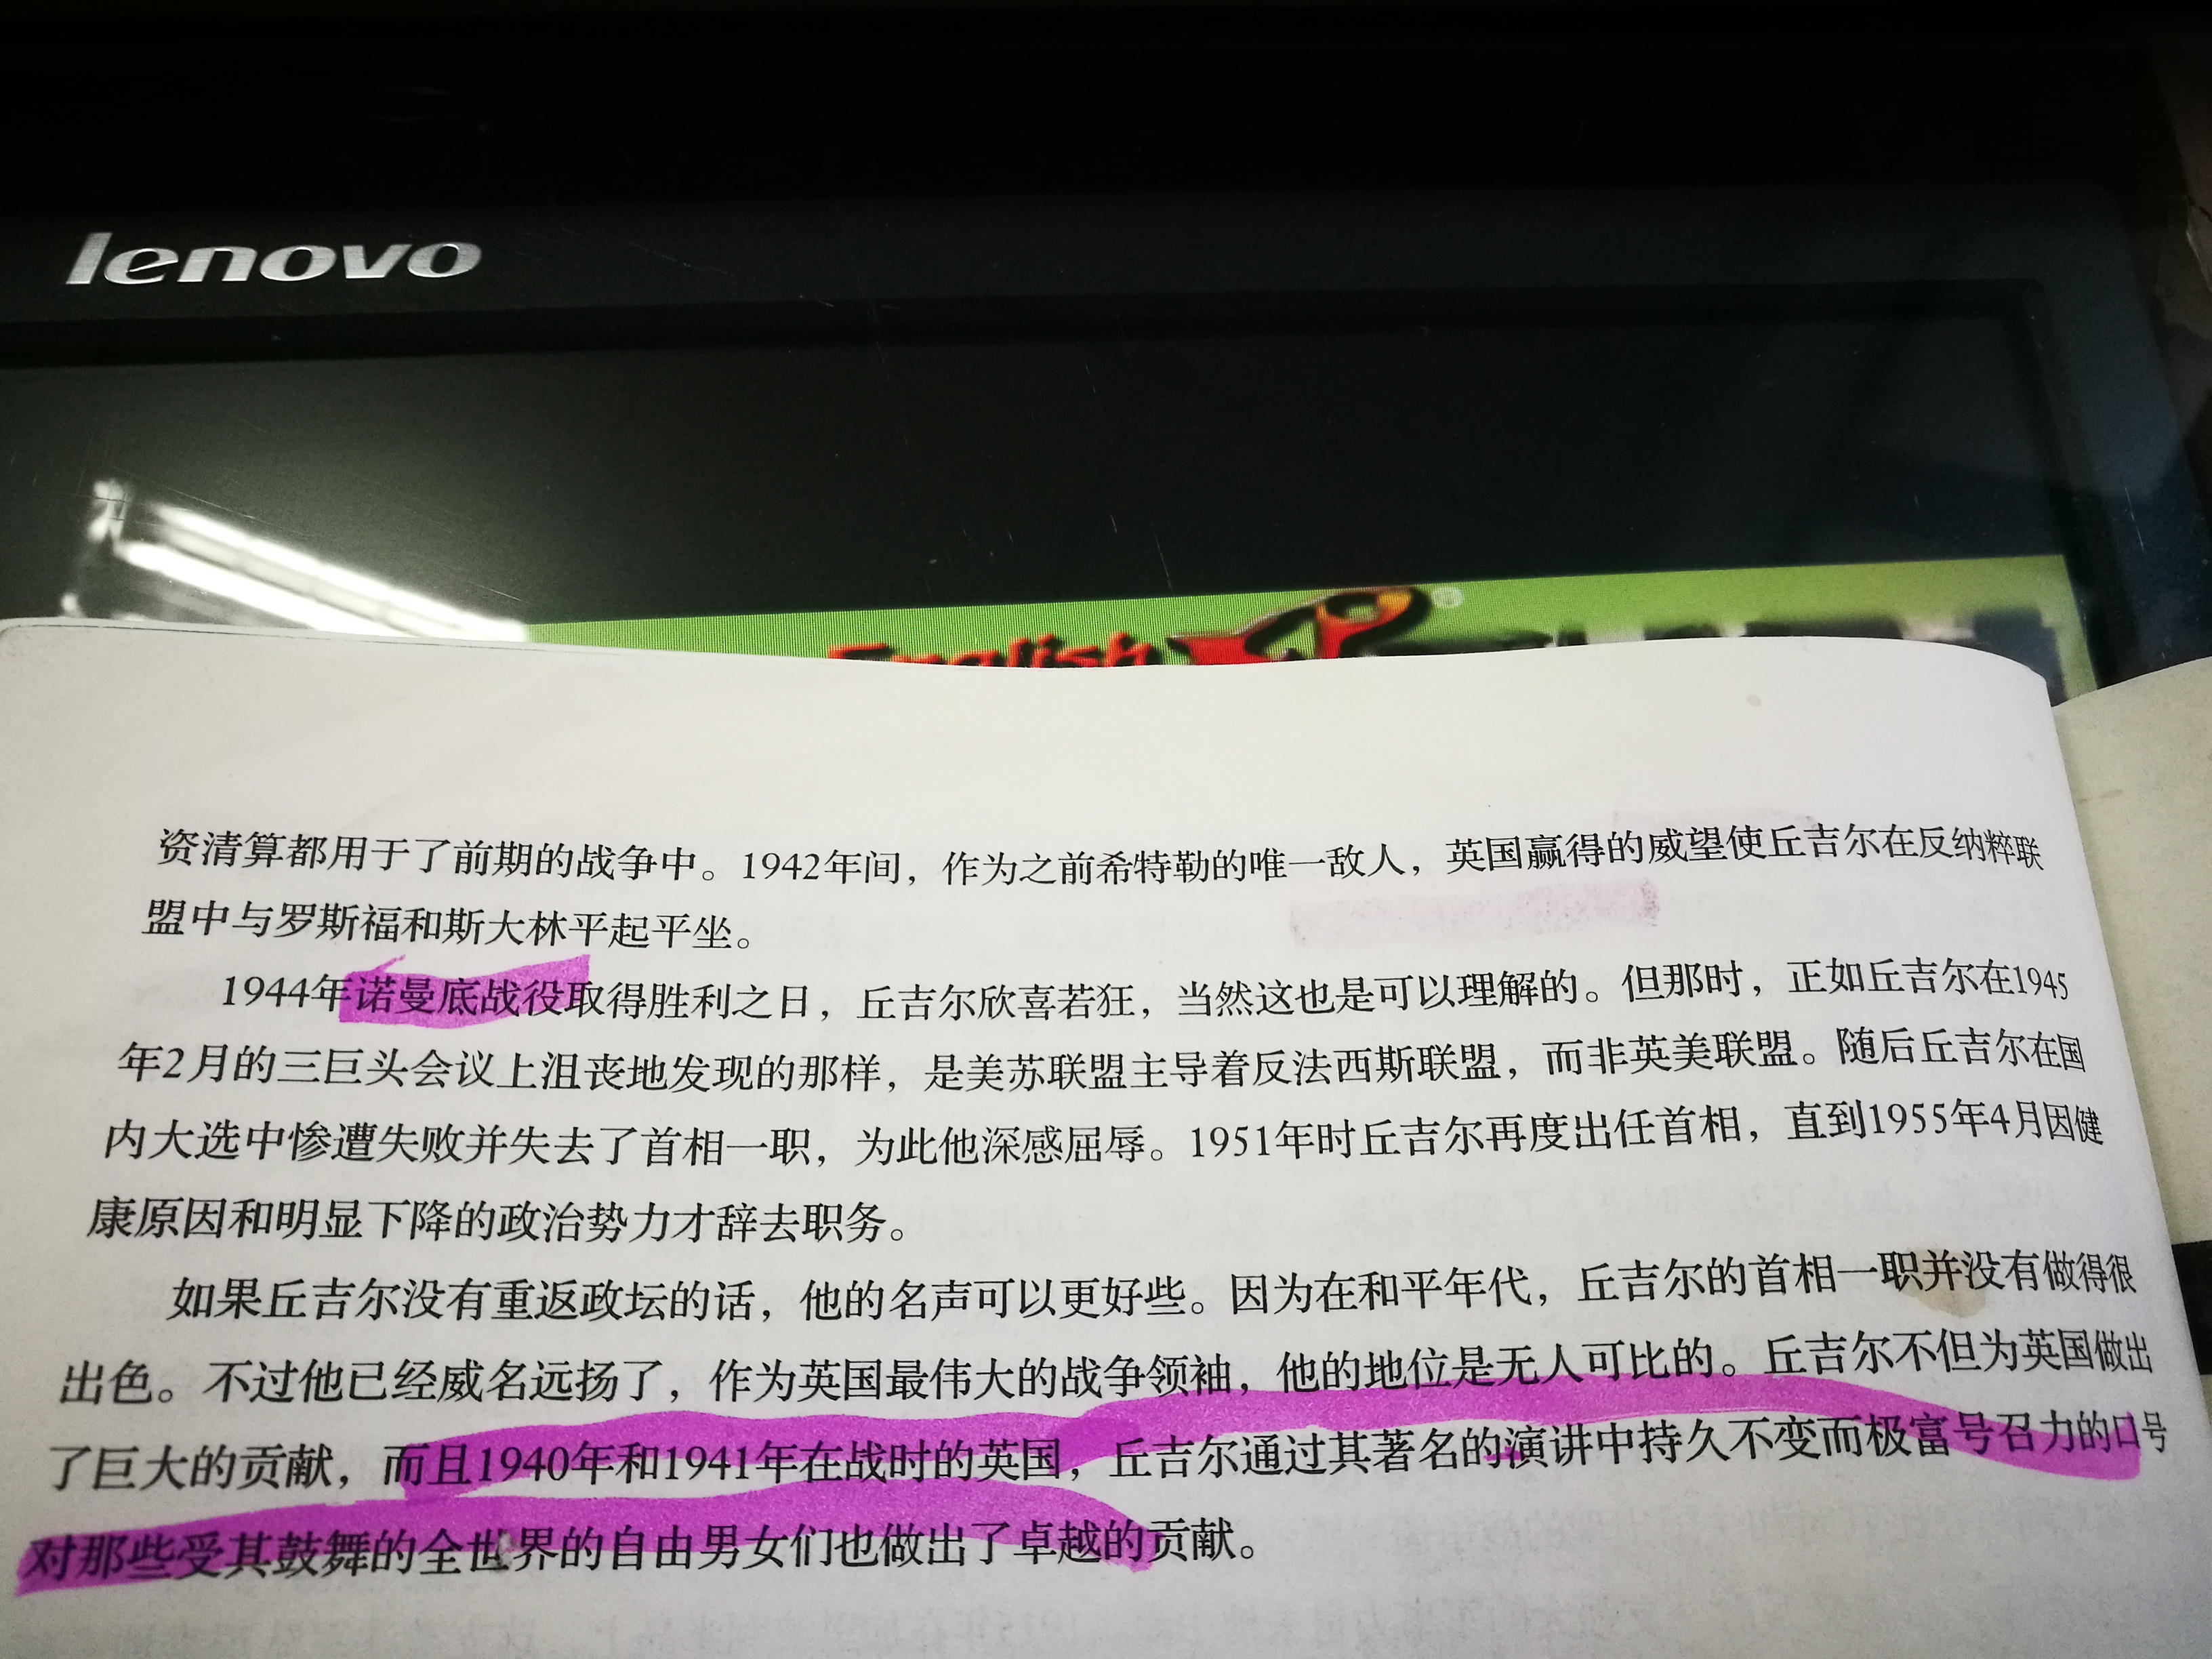 lenovo
English
资清算都用于了前期的战争中。1942年间，作为之前希特勒的唯一敌人，英国赢得的威望使丘吉尔在反纳粹联
盟中与罗斯福和斯大林平起平坐。
1944年诺曼底战役取得胜利之日，丘吉尔欣喜若狂，当然这也是可以理解的。但那时，正如丘吉尔在1945
年2月的三巨头会议上沮丧地发现的那样，是美苏联盟主导着反法西斯联盟，而非英美联盟。随后丘吉尔在国
内大选中惨遭失败并失去了首相一职，为此他深感屈辱。1951年时丘吉尔再度出任首相，直到1955年4月因健
康原因和明显下降的政治势力才辞去职务。
如果丘吉尔没有重返政坛的话，他的名声可以更好些。因为在和平年代，丘吉尔的首相一职并没有做得很
出色。不过他已经威名远扬了，作为英国最伟大的战争领袖，他的地位是无人可比的。丘吉尔不但为英国做出
了巨大的贡献，而且1940年和1941年在战时的英国，丘吉尔通过其著名的演讲中持久不变而极富号召力的口号
对那些受其鼓舞的全世界的自由男女们也做出了卓越的贡献。